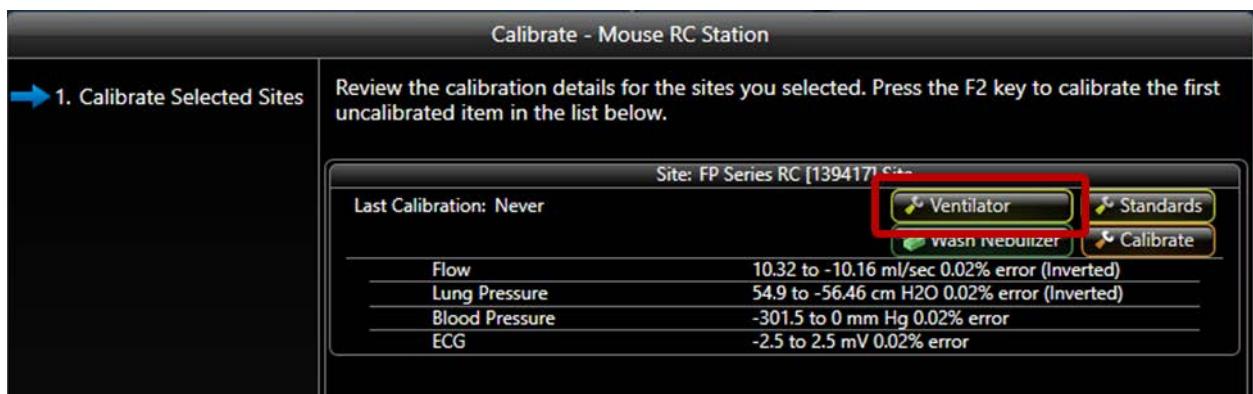 Calibrate - Mouse RC Station
1. Calibrate Selected Sites
Review the calibration details for the sites you selected. Press the F2 key to calibrate the first
uncalibrated item in the list below.
Site: FP Series RC [139417] Site
Last Calibration: Never
Ventilator
Standards
Wash Nebulizer
Calibrate
Flow 10.32 to -10.16 ml/sec 0.02% error (Inverted)
Lung Pressure 54.9 to -56.46 cm H2O 0.02% error (Inverted)
Blood Pressure -301.5 to 0 mm Hg 0.02% error
ECG -2.5 to 2.5 mV 0.02% error